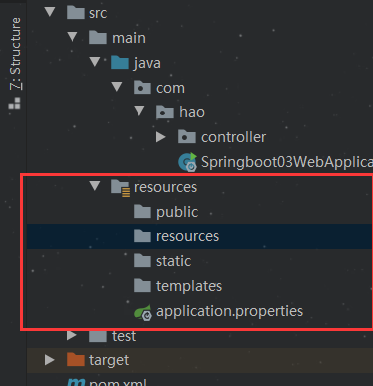 Z: Structure
src
main
java
com
hao
controller
Springboot03WebApplica
resources
public
resources
static
templates
application.properties
test
target
pom.xml